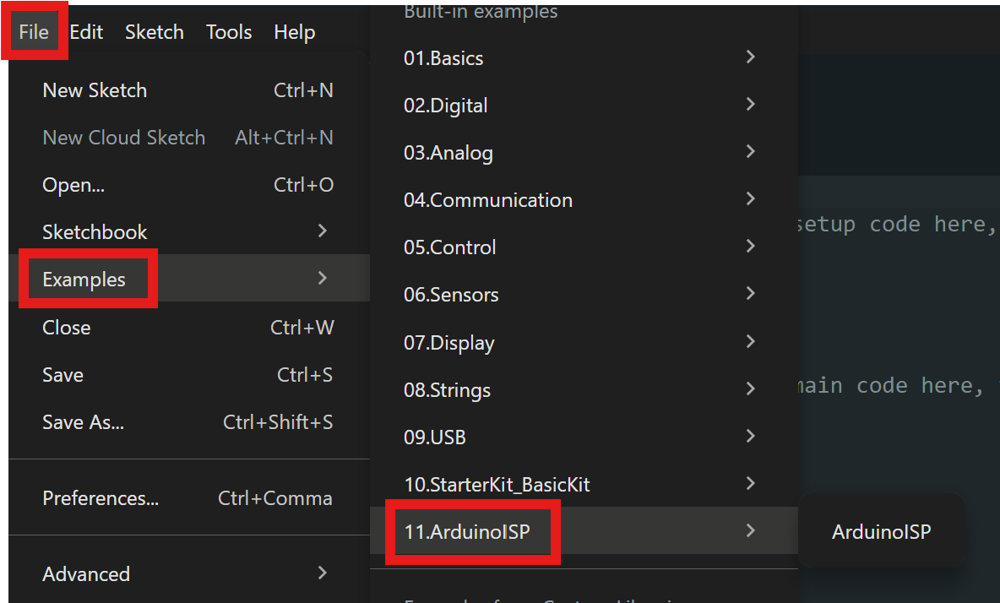 File Edit Sketch Tools Help
New Sketch Ctrl+N
New Cloud Sketch Alt+Ctrl+N
Open... Ctrl+O
Sketchbook
Examples
Close Ctrl+W
Save Ctrl+S
Save As... Ctrl+Shift+S
Preferences... Ctrl+Comma
Advanced
Built-in examples
01.Basics
02.Digital
03.Analog
04.Communication
05.Control
06.Sensors
07.Display
08.Strings
09.USB
10.StarterKit_BasicKit
11.ArduinoISP
ArduinoISP
setup code here,
main code here,